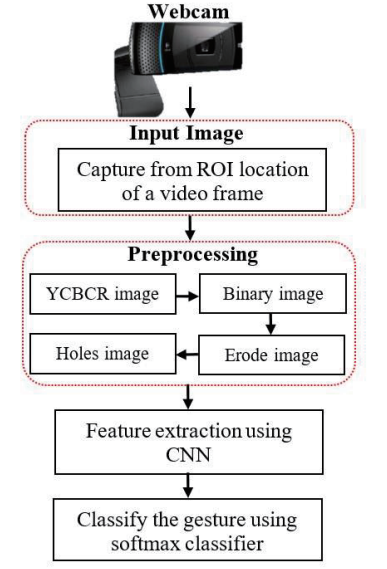 Webcam
Input Image
Capture from ROI location
of a video frame
Preprocessing
YCBCR image
Binary image
Holes image
Erode image
Feature extraction using
CNN
Classify the gesture using
softmax classifier